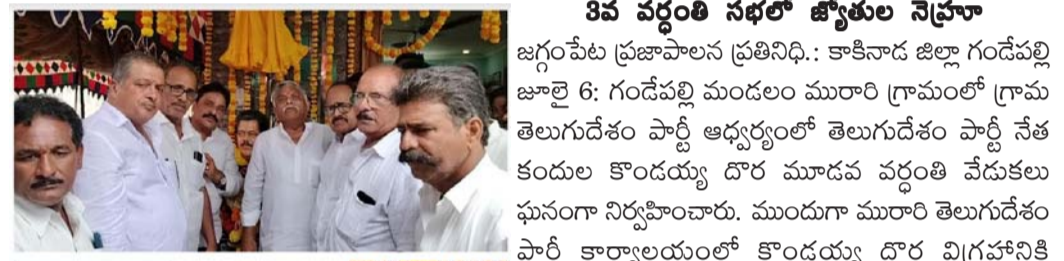 3వ వర్ధంతి సభలో జ్యోతుల నెహ్రూ
జగ్గంపేట ప్రజాపాలన ప్రతినిధి.: కాకినాడ జిల్లా గండేపల్లి
జూలై 6: గండేపల్లి మండలం మురారి గ్రామంలో గ్రామ
తెలుగుదేశం పార్టీ ఆధ్వర్యంలో తెలుగుదేశం పార్టీ నేత
కందుల కొండయ్య దొర మూడవ వర్ధంతి వేడుకలు
ఘనంగా నిర్వహించారు. ముందుగా మురారి తెలుగుదేశం
పార్టీ కార్యాలయంలో కొండయ్య దొర విగ్రహానికి